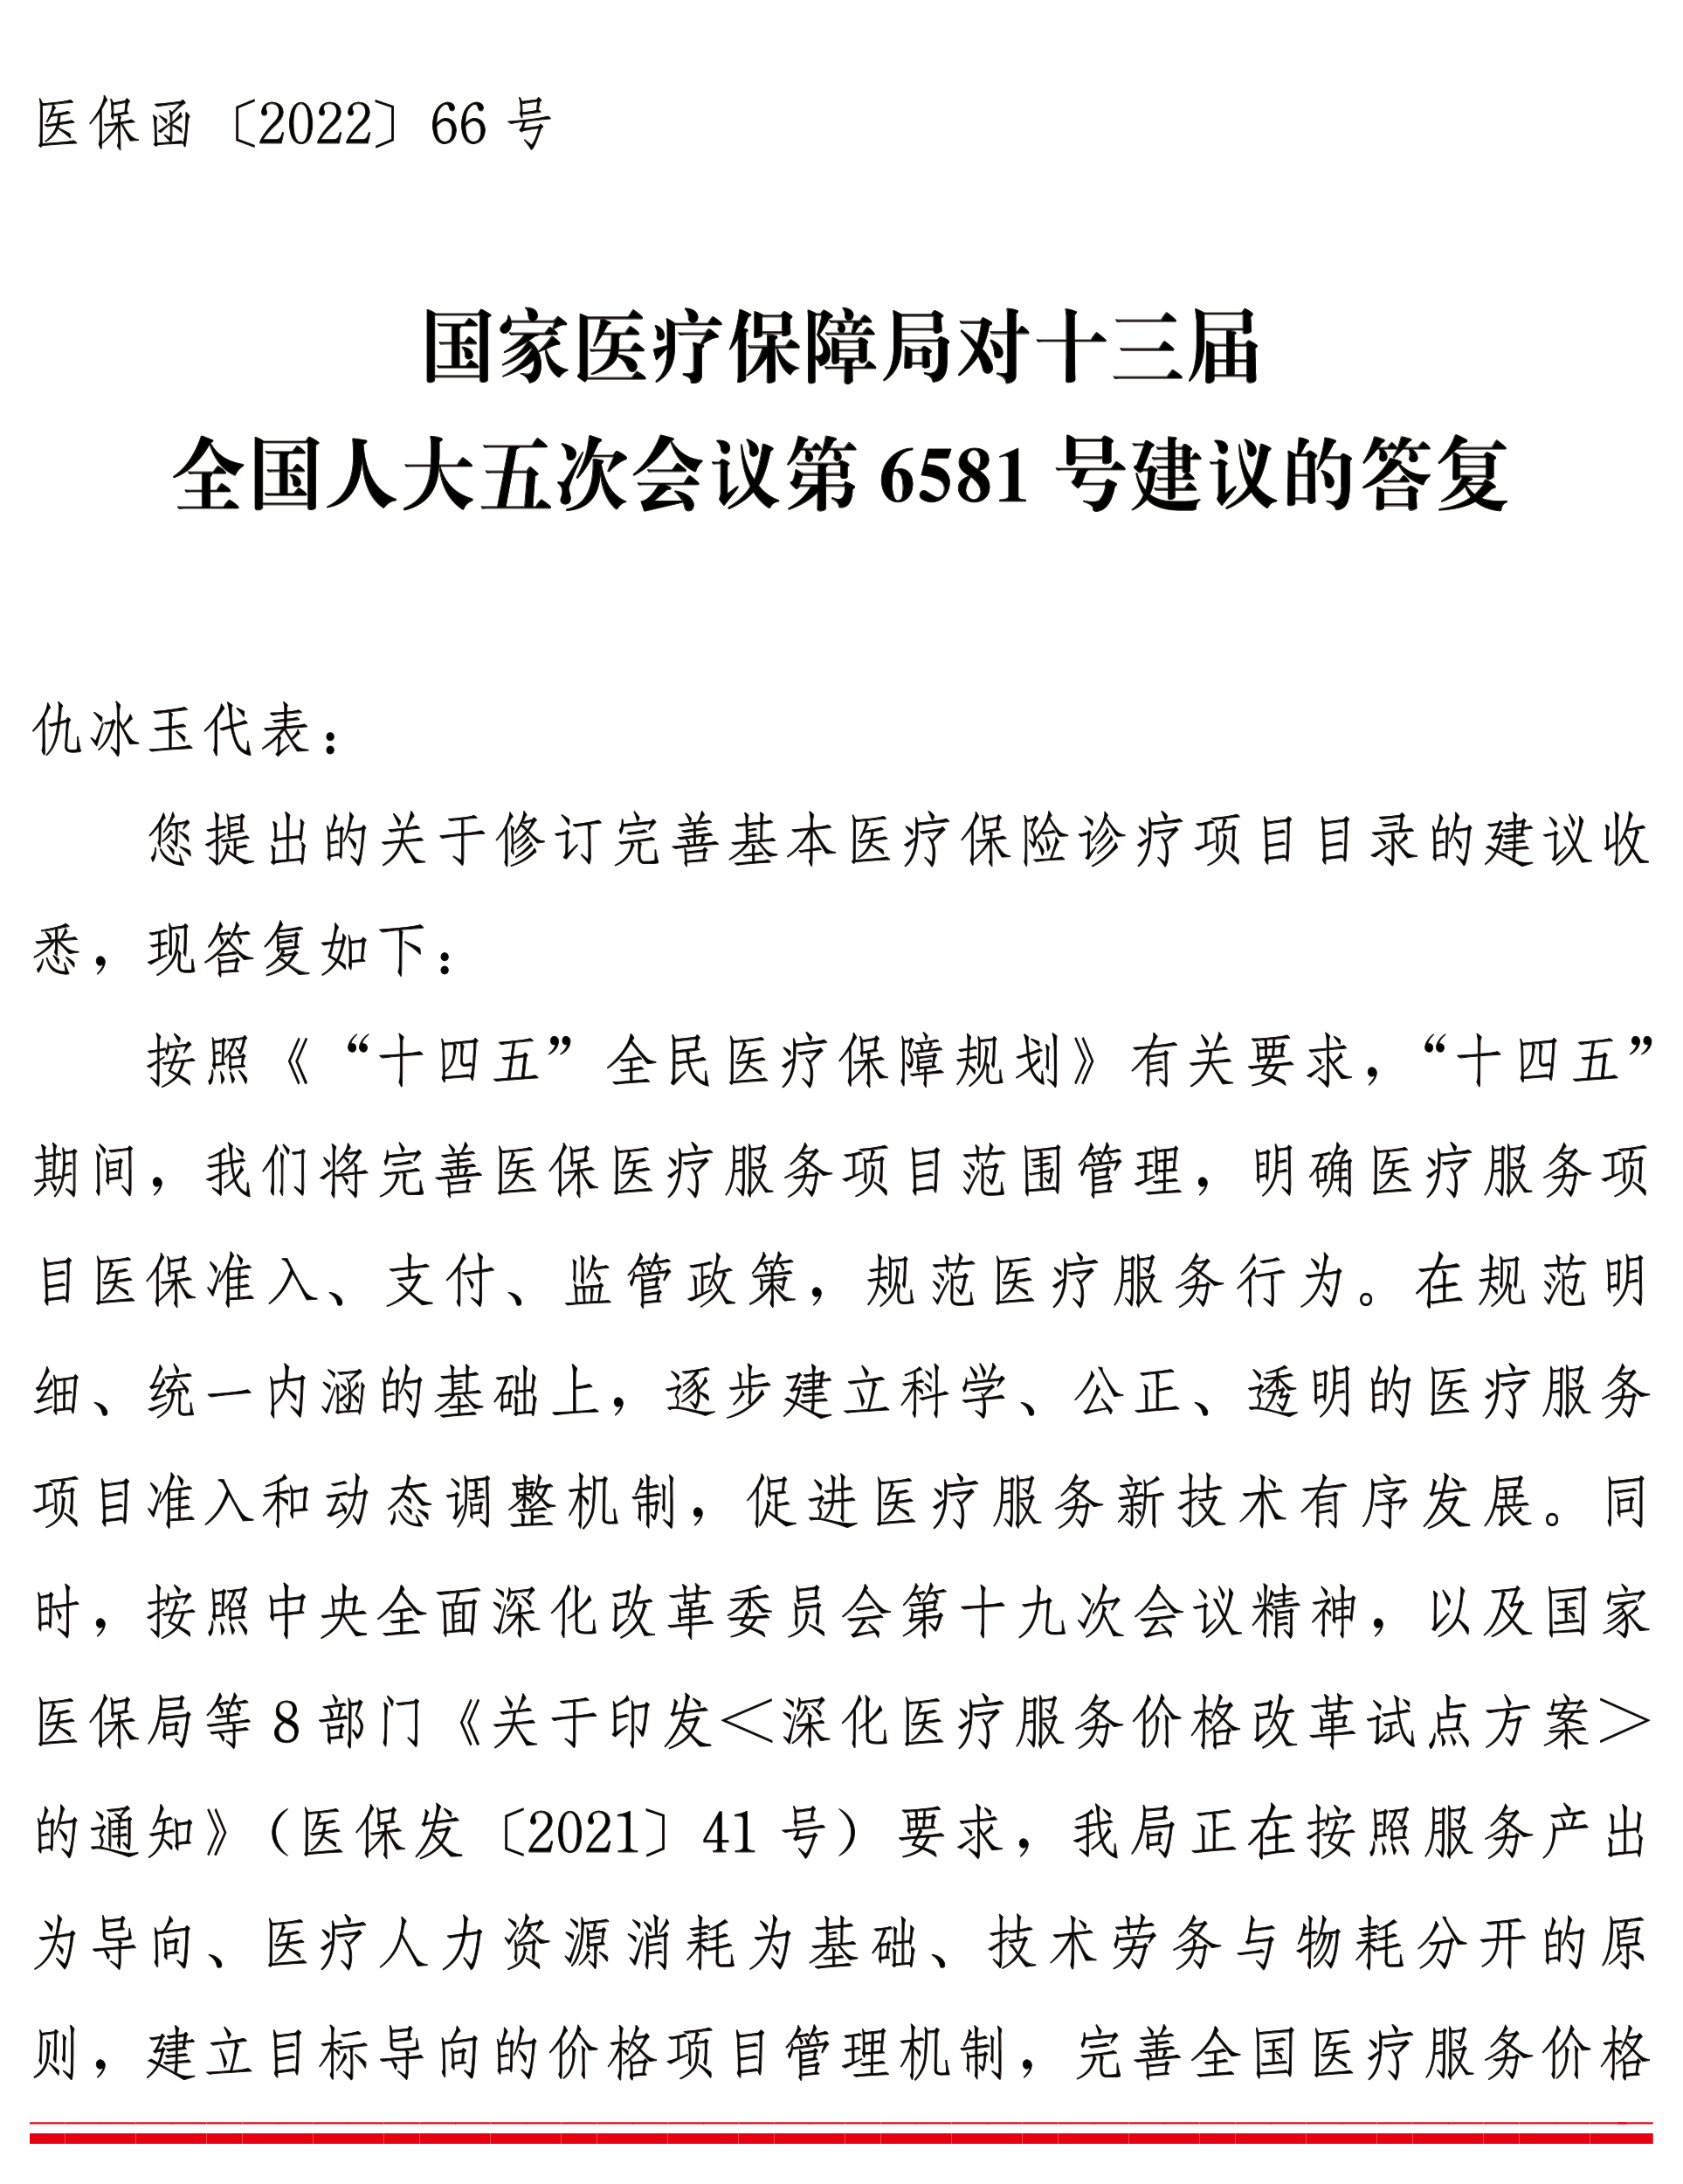 医保函〔2022〕66 号
国家医疗保障局对十三届
全国人大五次会议第 6581 号建议的答复
仇冰玉代表：
您提出的关于修订完善基本医疗保险诊疗项目目录的建议收
悉，现答复如下：
按照《“十四五”全民医疗保障规划》有关要求，“十四五”
期间，我们将完善医保医疗服务项目范围管理，明确医疗服务项
目医保准入、支付、监管政策，规范医疗服务行为。在规范明
细、统一内涵的基础上，逐步建立科学、公正、透明的医疗服务
项目准入和动态调整机制，促进医疗服务新技术有序发展。同
时，按照中央全面深化改革委员会第十九次会议精神，以及国家
医保局等 8 部门《关于印发＜深化医疗服务价格改革试点方案＞
的通知》（医保发〔2021〕41 号）要求，我局正在按照服务产出
为导向、医疗人力资源消耗为基础、技术劳务与物耗分开的原
则，建立目标导向的价格项目管理机制，完善全国医疗服务价格